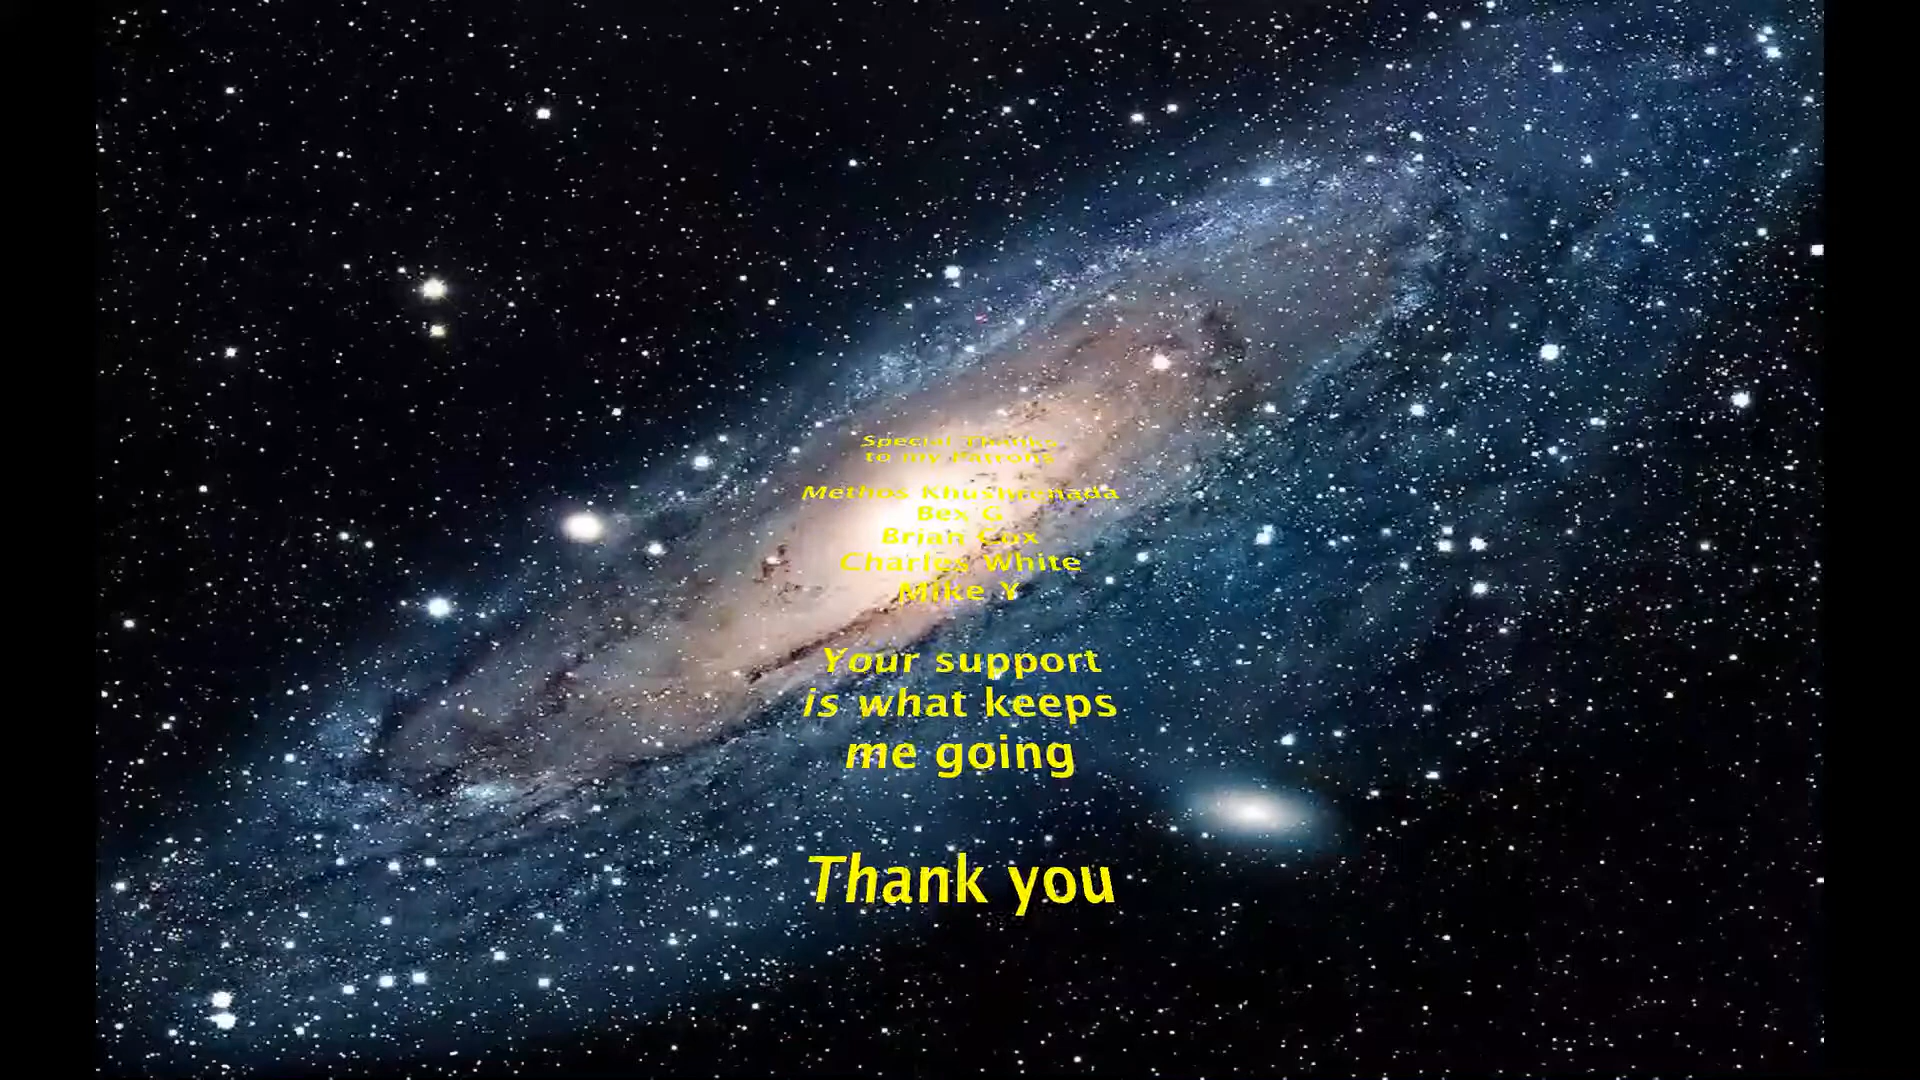 Special Thanks
to my Patrons
Methos Khushrenada
Bex G
Brian Cox
Charles White
Mike Y
Your support
is what keeps
me going
Thank you